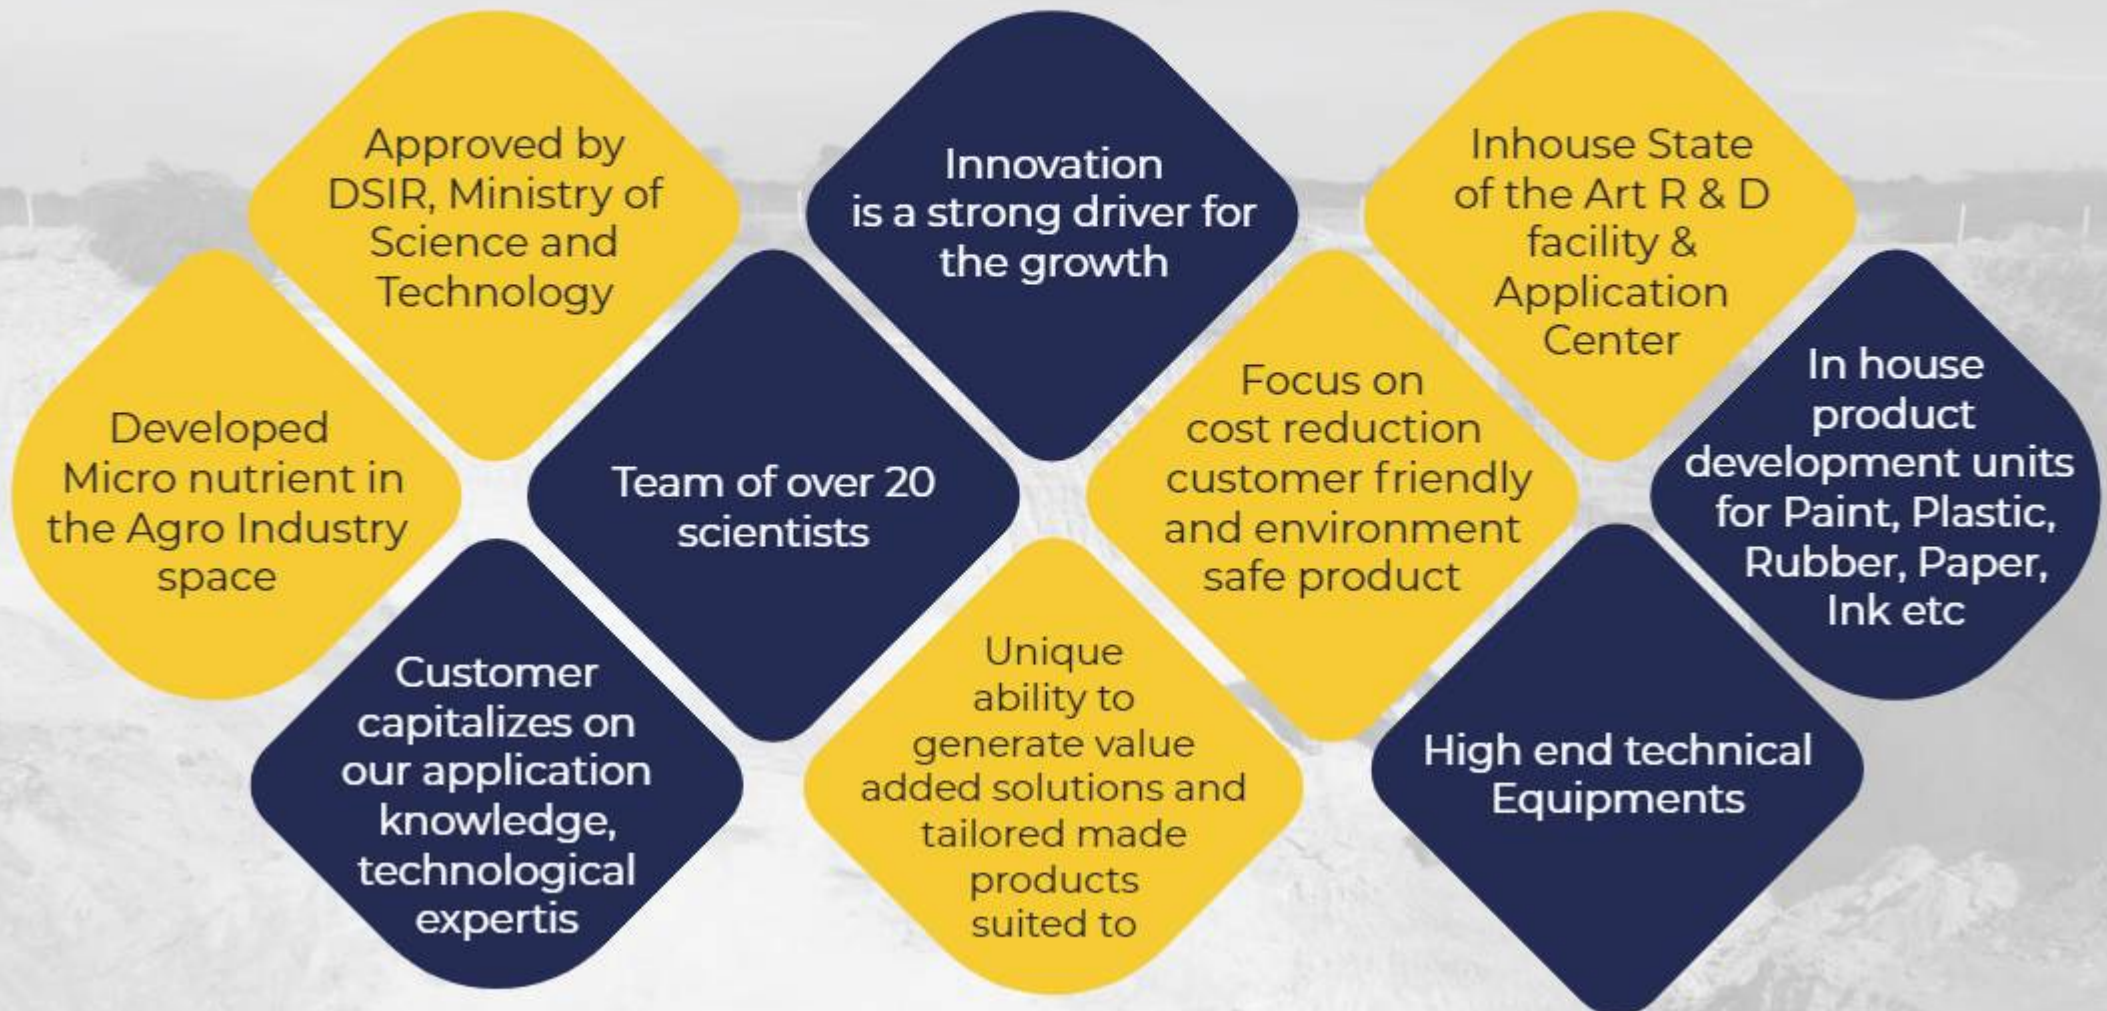 Approved by
DSIR, Ministry of
Science and
Technology
Innovation
is a strong driver for
the growth
Inhouse State
of the Art R & D
facility &
Application
Center
Developed
Micro nutrient in
the Agro Industry
space
Team of over 20
scientists
Focus on
cost reduction
customer friendly
and environment
safe product
In house
product
development units
for Paint, Plastic,
Rubber, Paper,
Ink etc
Customer
capitalizes on
our application
knowledge,
technological
expertis
Unique
ability to
generate value
added solutions and
tailored made
products
suited to
High end technical
Equipments